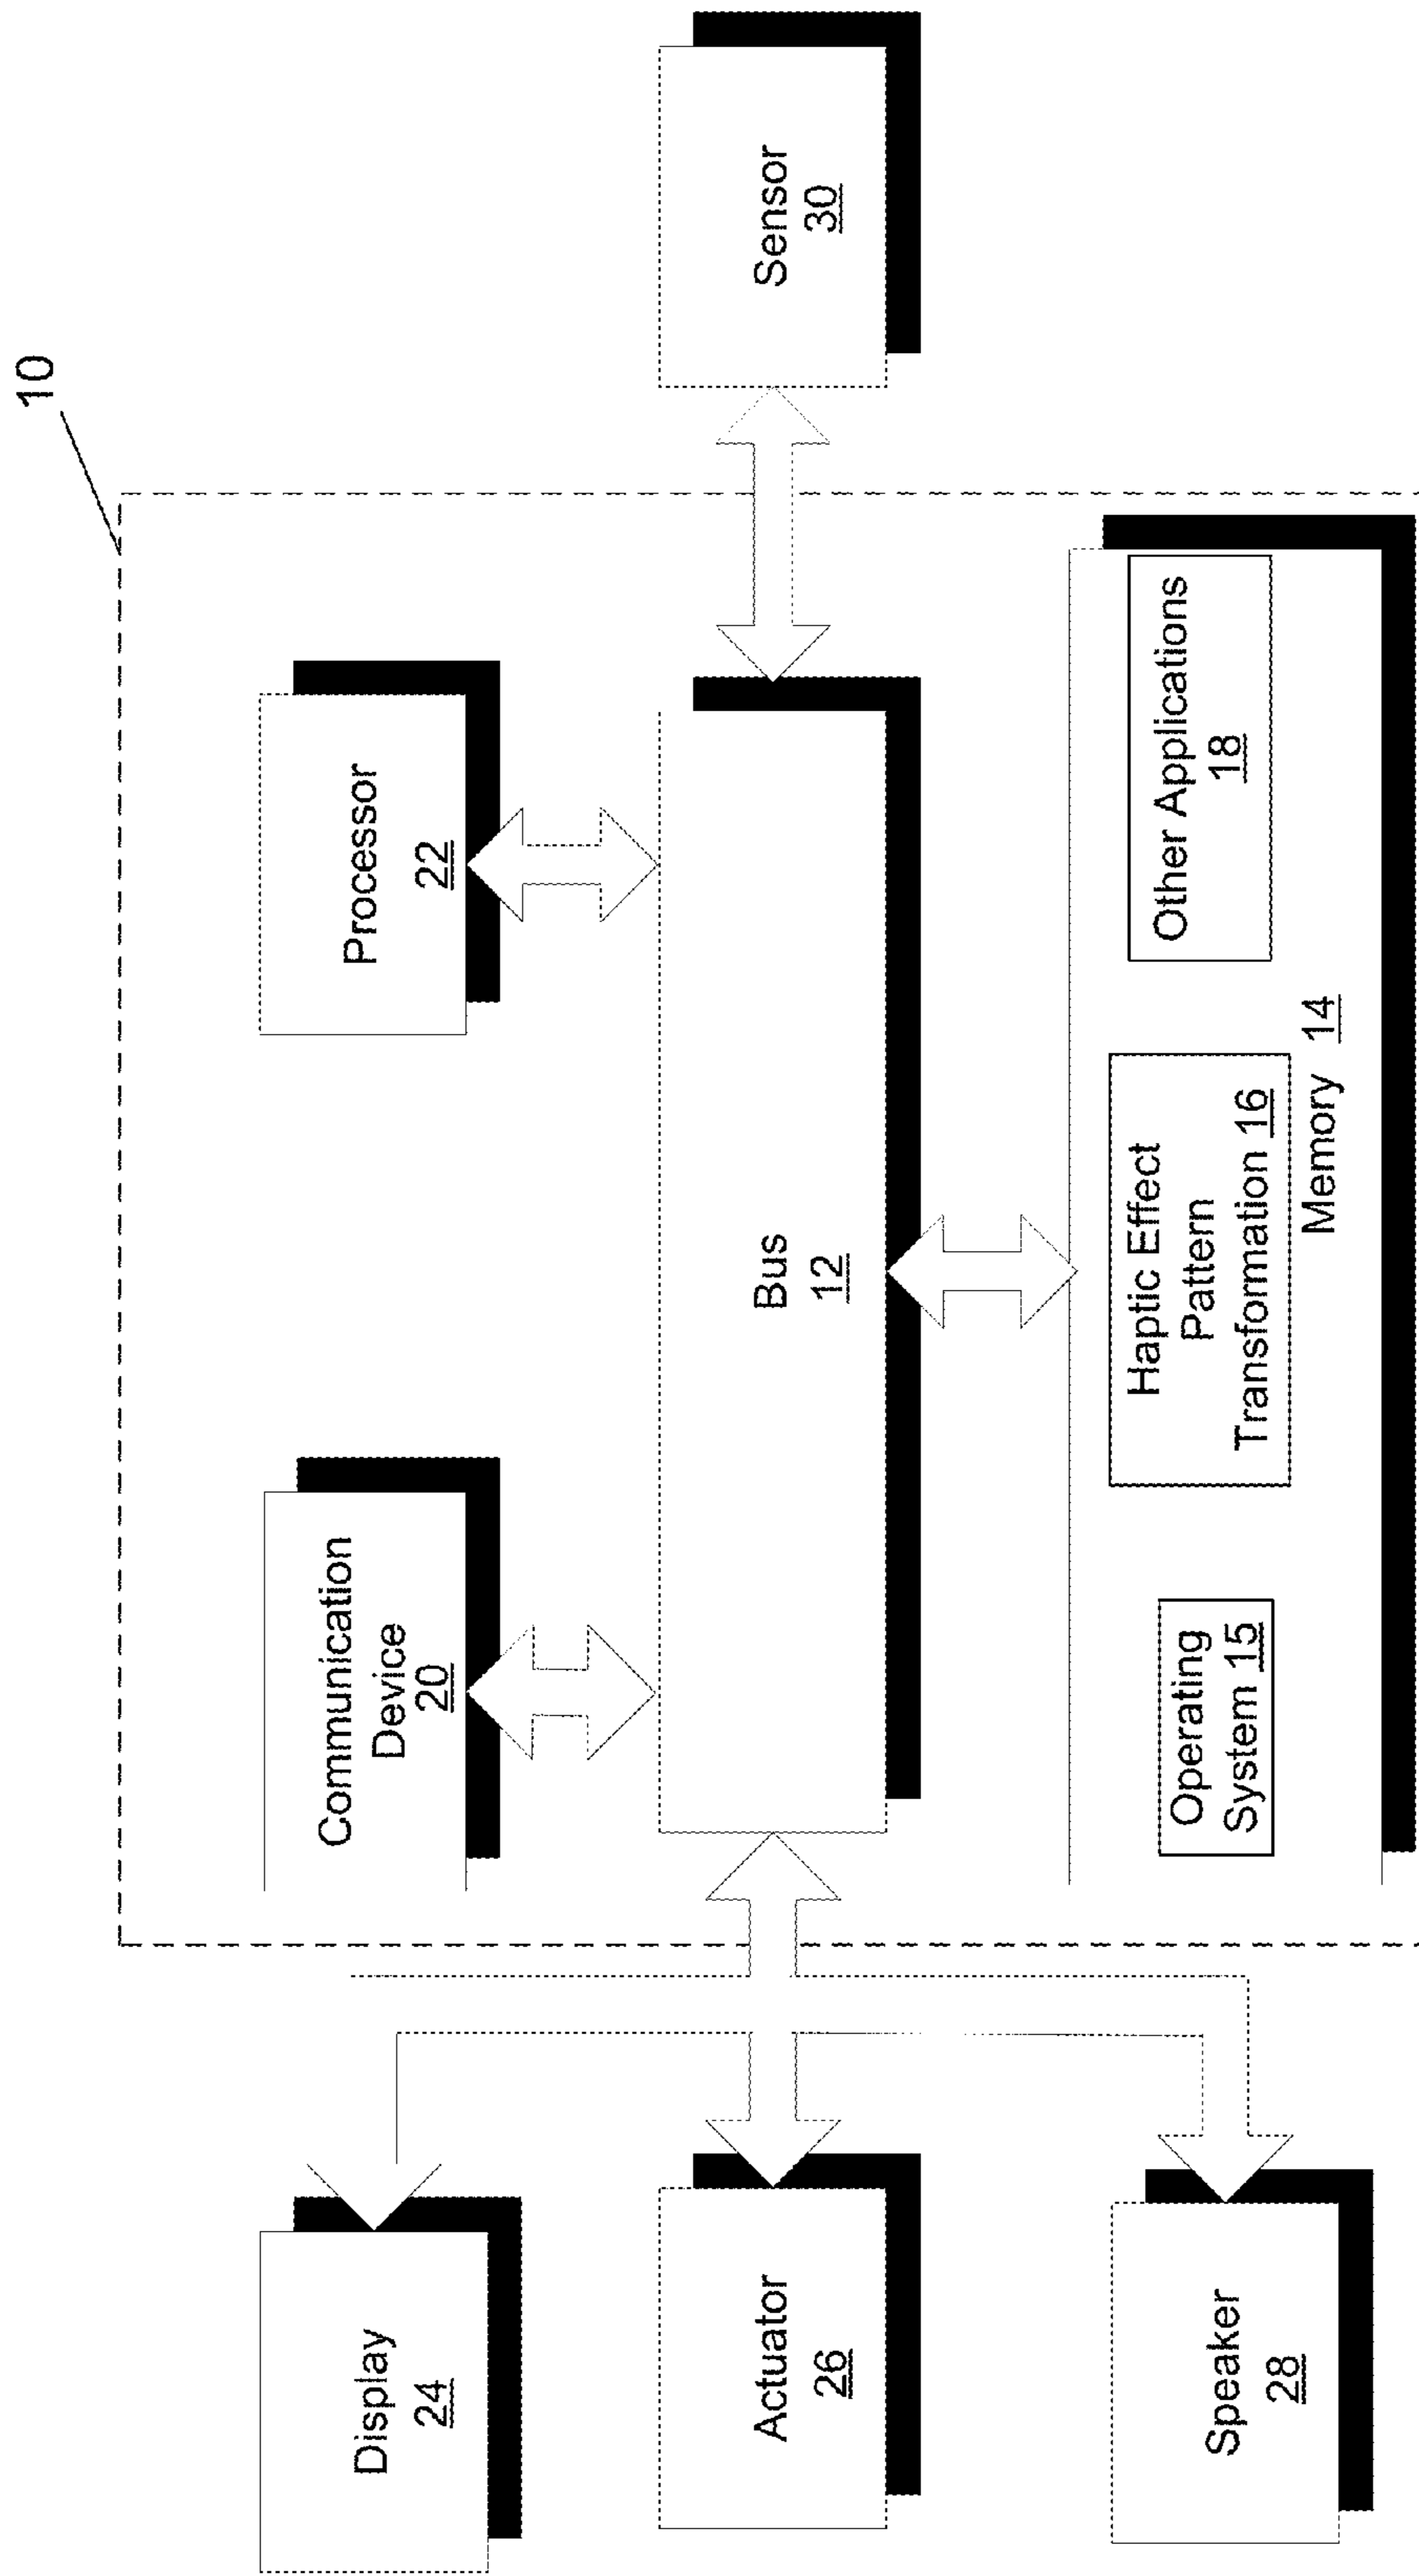 10
Communication
Device
20
Processor
22
Display
24
Actuator
26
Bus
12
Sensor
30
Speaker
28
Operating
System 15
Haptic Effect
Pattern
Transformation 16
Other Applications
18
Memory 14